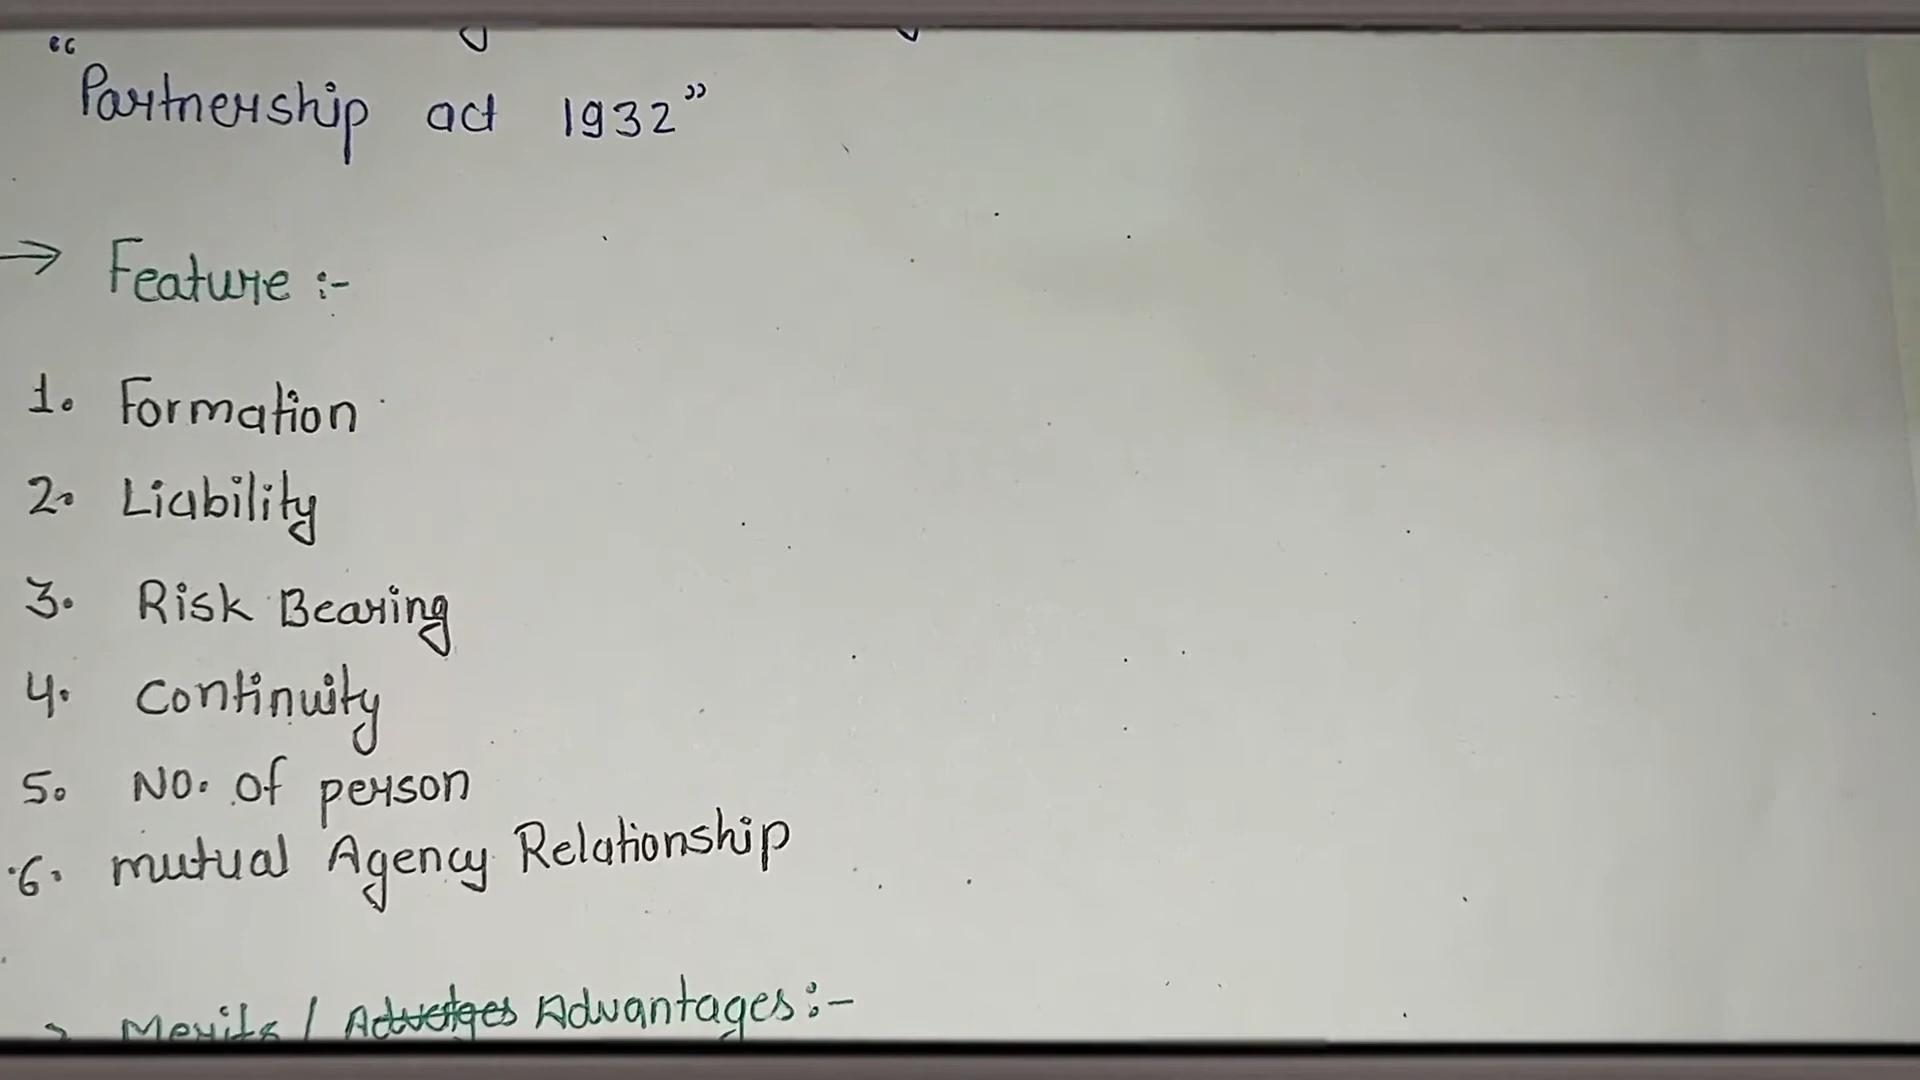 "Partnership act 1932"
→ Feature :-
1. Formation
2. Liability
3. Risk Bearing
4. Continuity
5. No. of person
6. mutual Agency Relationship
→ Merits / Advantages :-